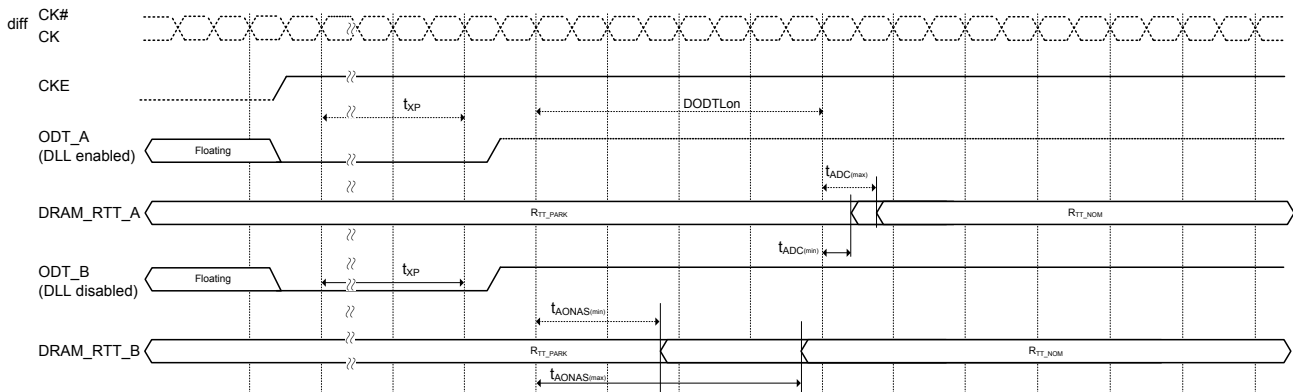 diff CK#
CK
CKE
tXP
DODTLon
ODT_A
(DLL enabled)
Floating
tADC(max)
DRAM_RTT_A
RTT_PARK
RTT_NOM
tADC(min)
ODT_B
(DLL disabled)
Floating
tXP
tAONAS(min)
DRAM_RTT_B
RTT_PARK
RTT_NOM
tAONAS(max)